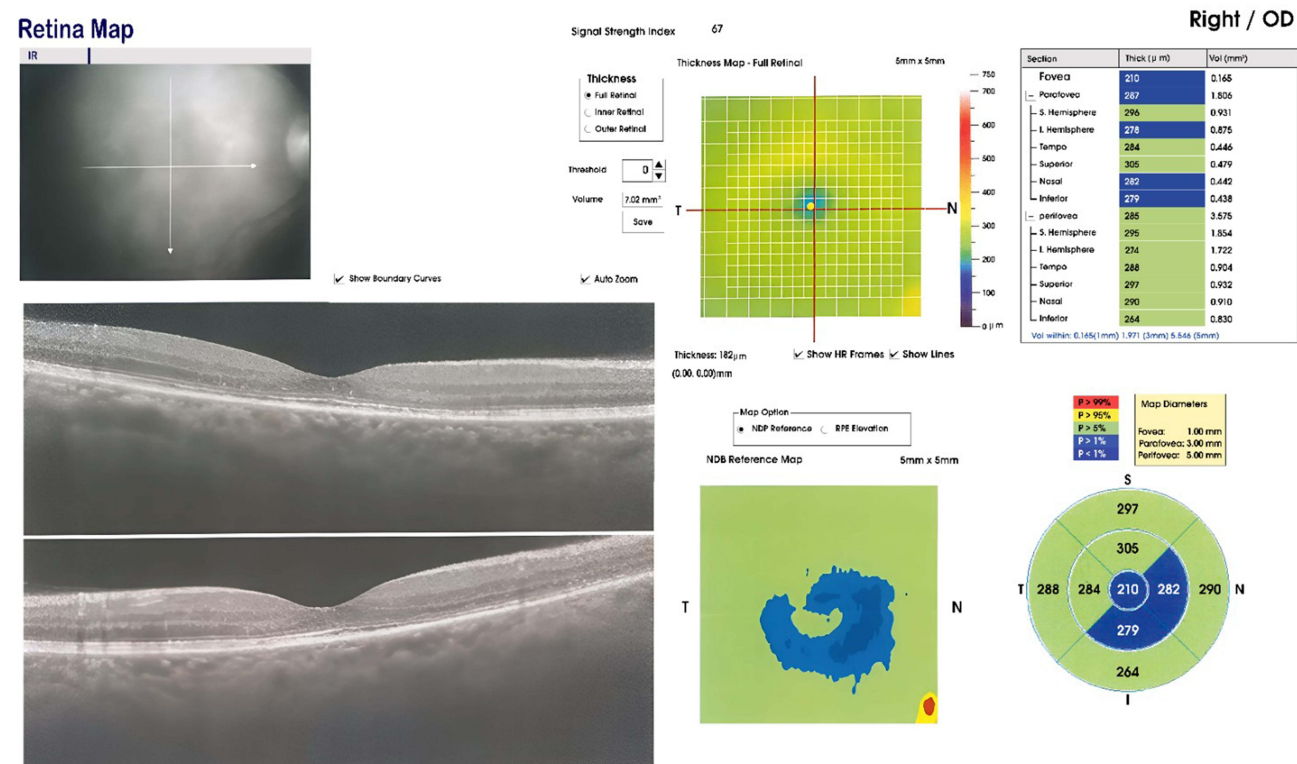 Retina Map
Right / OD
IR
Signal Strength Index 67
Thickness
Full Retinal
Inner Retinal
Outer Retinal
Threshold 0
Volume 7.02 mm³
Save
Show Boundary Curves
Auto Zoom
Thickness Map - Full Retinal 5mm x 5mm
T
N
750
700
600
500
400
300
200
100
0 µm
Thickness: 182µm
Show HR Frames Show Lines
(0.00, 0.00)mm
Section Thick (µ m) Vol (mm³)
Fovea 210 0.165
Parafovea 287 1.806
S. Hemisphere 296 0.931
I. Hemisphere 278 0.875
Tempo 284 0.446
Superior 305 0.479
Nasal 282 0.442
Inferior 279 0.438
perifovea 285 3.575
S. Hemisphere 295 1.854
I. Hemisphere 274 1.722
Tempo 288 0.904
Superior 297 0.932
Nasal 290 0.910
Inferior 264 0.830
Vol within: 0.165(1mm) 1.971 (3mm) 5.546 (5mm)
Map Option
NDP Reference RPE Elevation
NDB Reference Map 5mm x 5mm
T
N
P > 99%
P > 95%
P > 5%
P > 1%
P < 1%
Map Diameters
Fovea: 1.00 mm
Parafovea: 3.00 mm
Perifovea: 5.00 mm
S
297
305
T 288 284 210 282 290 N
279
264
I